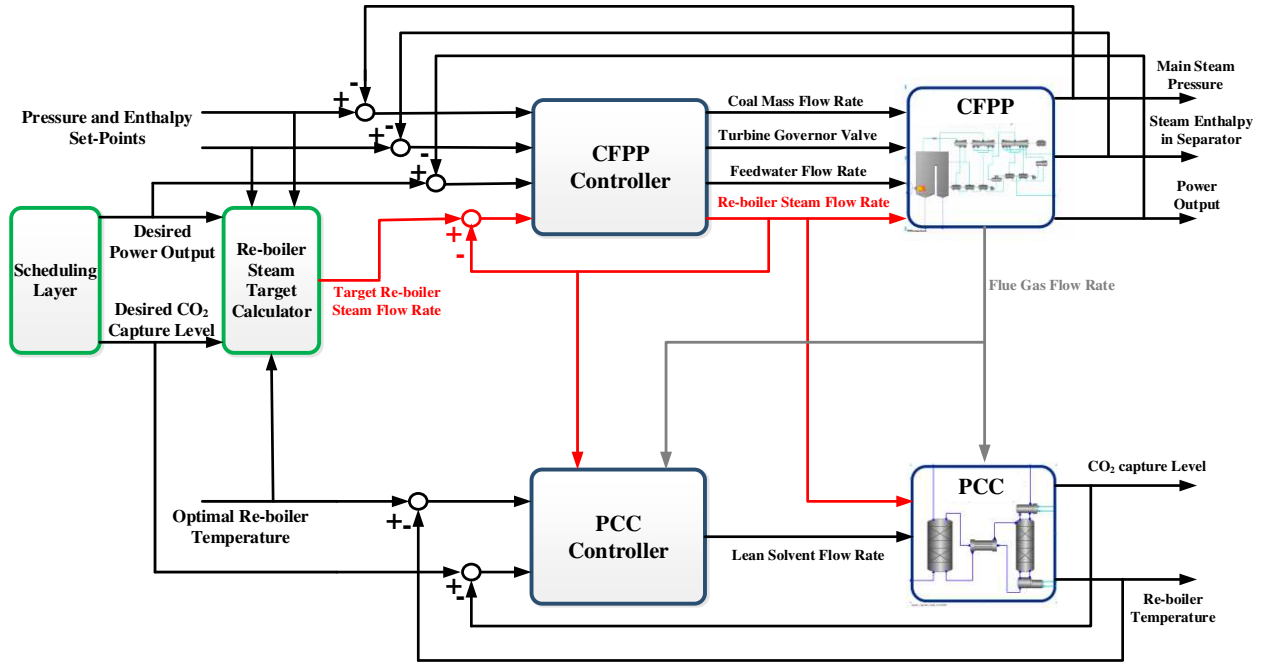 Pressure and Enthalpy
Set-Points
Scheduling
Layer
Desired
Power Output
Desired CO₂
Capture Level
Re-boiler
Steam
Target
Calculator
Target Re-boiler
Steam Flow Rate
Optimal Re-boiler
Temperature
+
-
+
-
+
-
+
-
+
-
+
-
CFPP
Controller
Coal Mass Flow Rate
Turbine Governor Valve
Feedwater Flow Rate
Re-boiler Steam Flow Rate
CFPP
Main Steam
Pressure
Steam Enthalpy
in Separator
Power
Output
Flue Gas Flow Rate
PCC
Controller
Lean Solvent Flow Rate
PCC
CO₂ capture Level
Re-boiler
Temperature